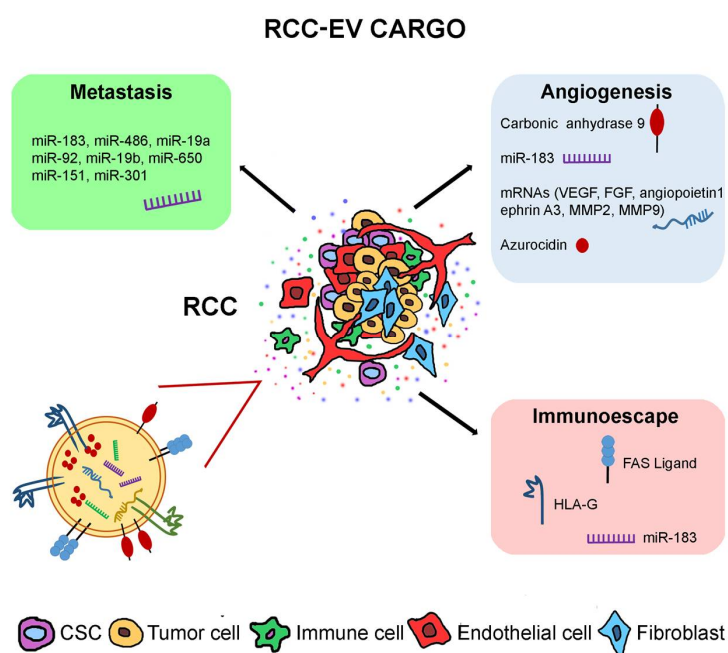 RCC-EV CARGO
Metastasis
miR-183, miR-486, miR-19a
miR-92, miR-19b, miR-650
miR-151, miR-301
Angiogenesis
Carbonic anhydrase 9
miR-183
mRNAs (VEGF, FGF, angiopoietin1
ephrin A3, MMP2, MMP9)
Azurocidin
RCC
Immunoescape
FAS Ligand
HLA-G
miR-183
CSC Tumor cell Immune cell Endothelial cell Fibroblast